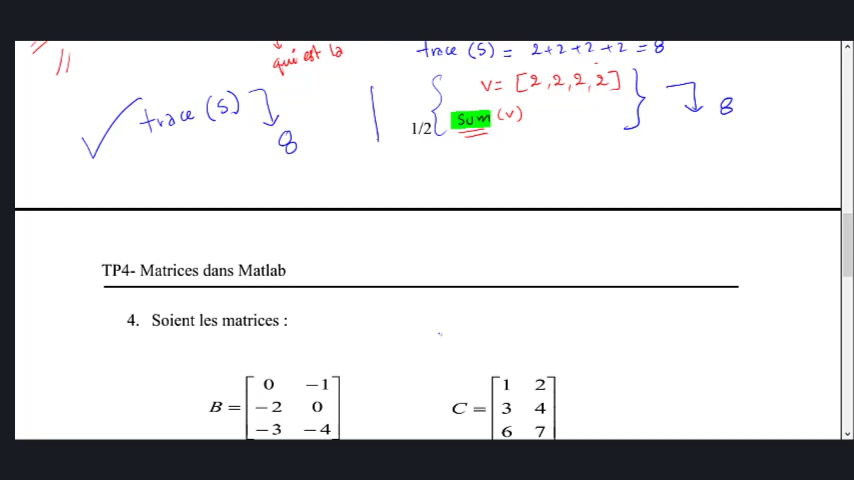 trace (S) = 2+2+2+2 = 8
qui est la
V = [2,2,2,2]
✓ trace (S) 8
Sum (v) 8
1/2
TP4- Matrices dans Matlab
4. Soient les matrices :
B = [ 0 −1
−2 0
−3 −4 ]
C = [ 1 2
3 4
6 7 ]